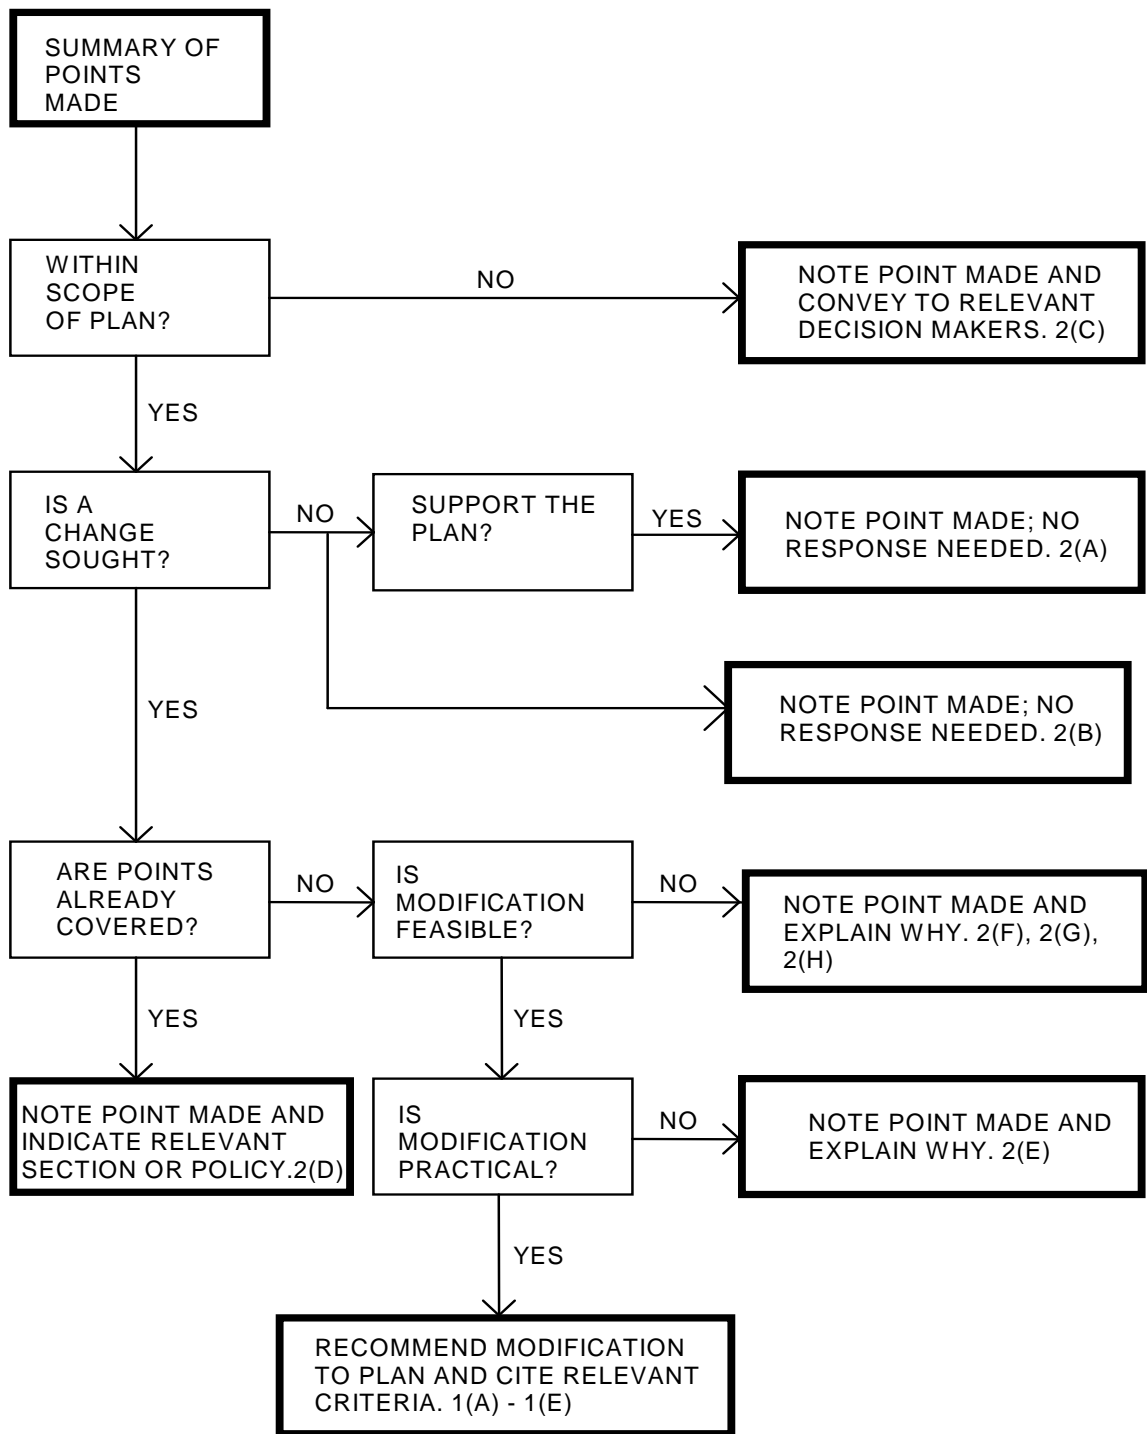 SUMMARY OF
POINTS
MADE
WITHIN
SCOPE
OF PLAN?
NO
NOTE POINT MADE AND
CONVEY TO RELEVANT
DECISION MAKERS. 2(C)
YES
IS A
CHANGE
SOUGHT?
NO
SUPPORT THE
PLAN?
YES
NOTE POINT MADE; NO
RESPONSE NEEDED. 2(A)
YES
NOTE POINT MADE; NO
RESPONSE NEEDED. 2(B)
ARE POINTS
ALREADY
COVERED?
NO
IS
MODIFICATION
FEASIBLE?
NO
NOTE POINT MADE AND
EXPLAIN WHY. 2(F), 2(G),
2(H)
YES
YES
NOTE POINT MADE AND
INDICATE RELEVANT
SECTION OR POLICY.2(D)
IS
MODIFICATION
PRACTICAL?
NO
NOTE POINT MADE AND
EXPLAIN WHY. 2(E)
YES
RECOMMEND MODIFICATION
TO PLAN AND CITE RELEVANT
CRITERIA. 1(A) - 1(E)